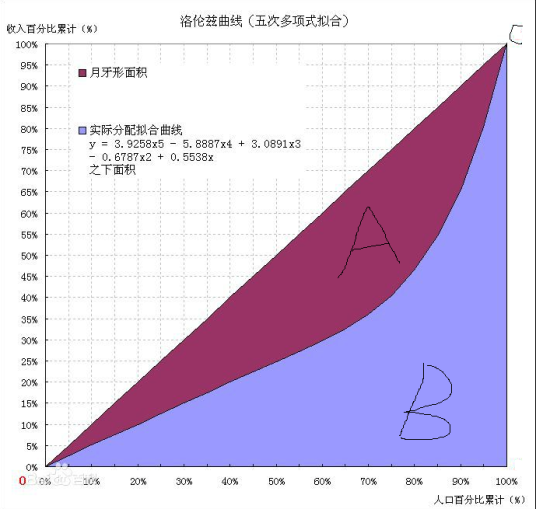 洛伦兹曲线（五次多项式拟合）
收入百分比累计（%）
C
100%
95%
90%
85%
80%
75%
70%
65%
60%
55%
50%
45%
40%
35%
30%
25%
20%
15%
10%
5%
0%
月牙形面积
实际分配拟合曲线
y = 3.9258x5 - 5.8887x4 + 3.0891x3
- 0.6787x2 + 0.5538x
之下面积
A
B
0 0% 10% 20% 30% 40% 50% 60% 70% 80% 90% 100%
人口百分比累计（%）